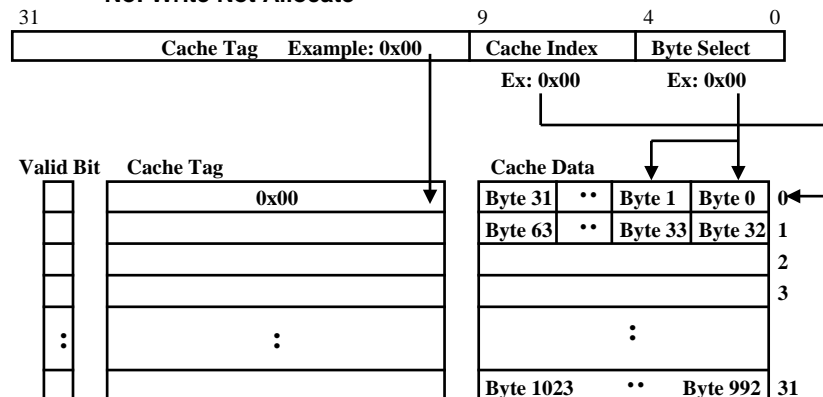 No: Write Not Allocate
31 9 4 0
Cache Tag Example: 0x00 Cache Index Byte Select
Ex: 0x00 Ex: 0x00
Valid Bit Cache Tag Cache Data
0x00 Byte 31 •• Byte 1 Byte 0 0
Byte 63 •• Byte 33 Byte 32 1
2
3
: : :
Byte 1023 •• Byte 992 31